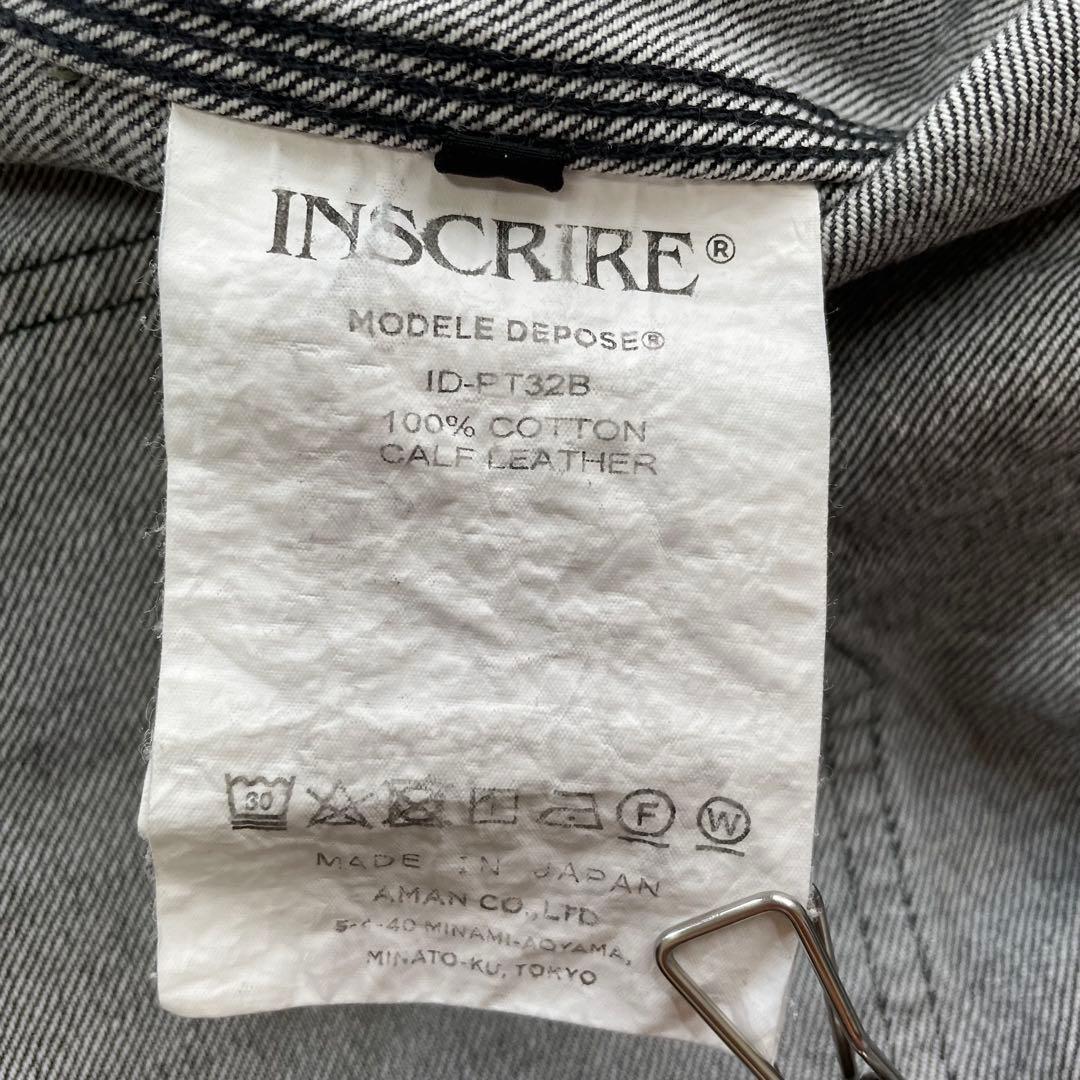 INSCRIRE®
MODELE DEPOSE®
ID-PT32B
100% COTTON
CALF LEATHER
30
F W
MADE IN JAPAN
AMAN CO.,LTD
MINAMI-AOYAMA,
MINATO-KU, TOKYO